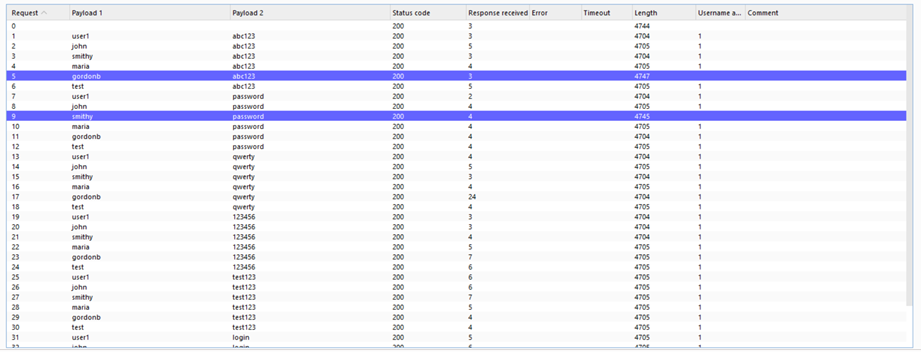 Request Payload 1 Payload 2 Status code Response received Error Timeout Length Username a... Comment
0 200 3 4744
1 user1 abc123 200 3 4704 1
2 john abc123 200 5 4705 1
3 smithy abc123 200 3 4704 1
4 maria abc123 200 4 4705 1
5 gordonb abc123 200 3 4747
6 test abc123 200 5 4705 1
7 user1 password 200 2 4704 1
8 john password 200 4 4705 1
9 smithy password 200 4 4745
10 maria password 200 4 4705 1
11 gordonb password 200 4 4704 1
12 test password 200 4 4705 1
13 user1 qwerty 200 4 4704 1
14 john qwerty 200 5 4704 1
15 smithy qwerty 200 3 4704 1
16 maria qwerty 200 4 4705 1
17 gordonb qwerty 200 24 4704 1
18 test qwerty 200 4 4705 1
19 user1 123456 200 3 4704 1
20 john 123456 200 3 4704 1
21 smithy 123456 200 4 4704 1
22 maria 123456 200 5 4705 1
23 gordonb 123456 200 7 4705 1
24 test 123456 200 6 4705 1
25 user1 test123 200 6 4705 1
26 john test123 200 6 4705 1
27 smithy test123 200 7 4705 1
28 maria test123 200 5 4705 1
29 gordonb test123 200 4 4705 1
30 test test123 200 4 4705 1
31 user1 login 200 5 4705 1